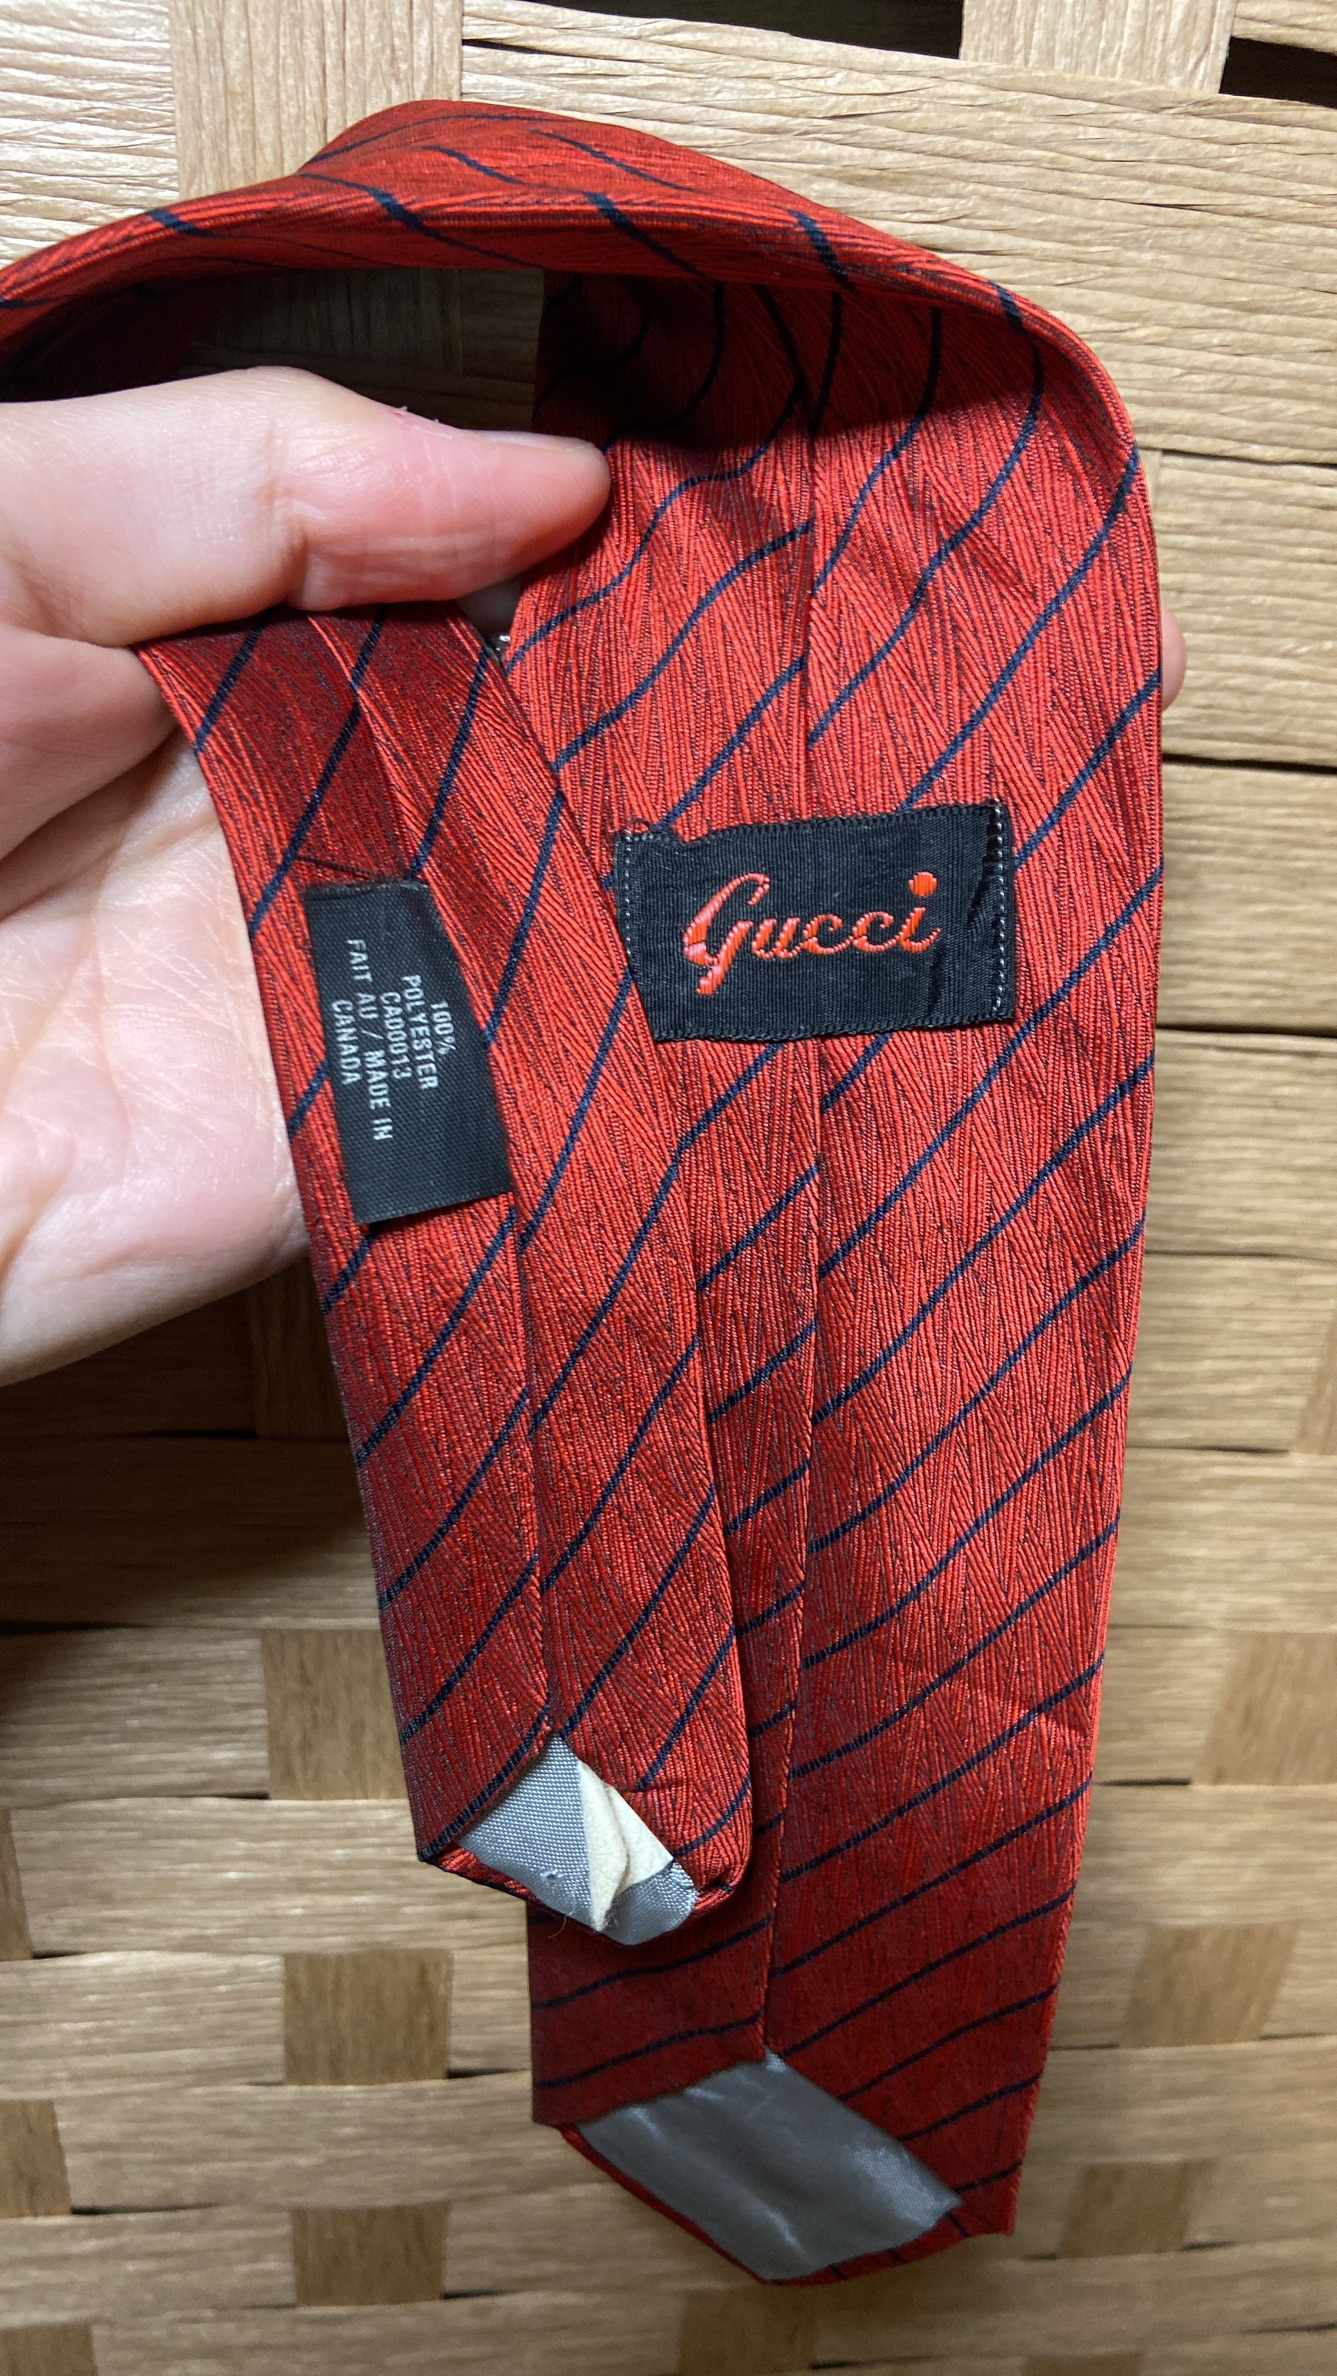 Gucci
100%
POLYESTER
CA00013
FAIT AU / MADE IN
CANADA